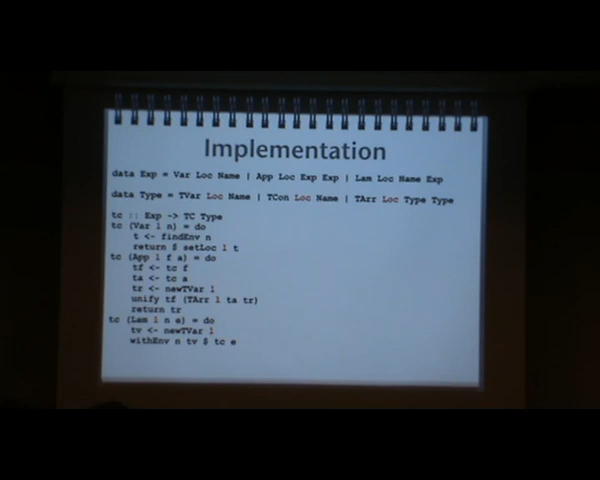 Implementation
data Exp = Var Loc Name | App Loc Exp Exp | Lam Loc Name Exp
data Type = TVar Loc Name | TCon Loc Name | TArr Loc Type Type
tc :: Exp -> TC Type
tc (Var l n) = do
t <- findEnv n
return $ setLoc l t
tc (App l f a) = do
tf <- tc f
ta <- tc a
tr <- newTVar l
unify tf (TArr l ta tr)
return tr
tc (Lam l n e) = do
tv <- newTVar l
withEnv n tv $ tc e